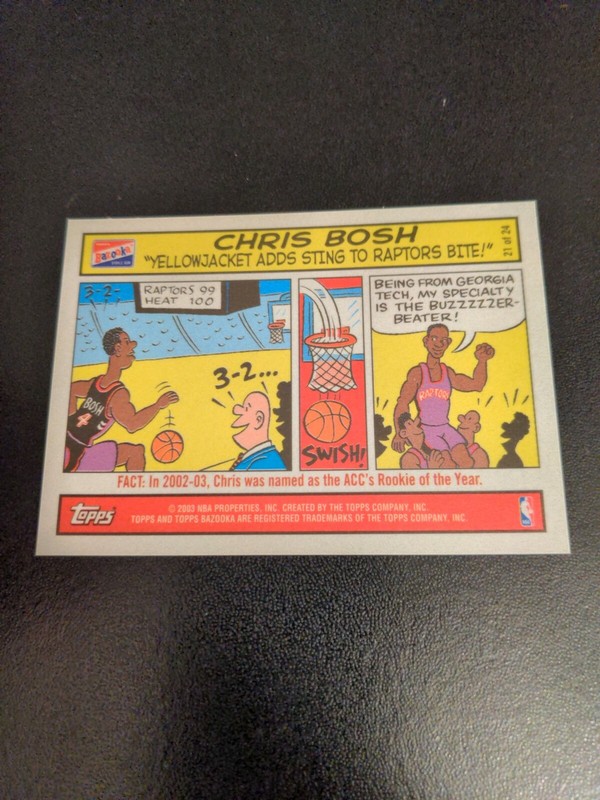 Bazooka
CHRIS BOSH
"YELLOWJACKET ADDS STING TO RAPTORS BITE!"
21 of 24
3-2-
RAPTORS 99
HEAT 100
BOSH
4
3-2...
SWISH!
BEING FROM GEORGIA
TECH, MY SPECIALTY
IS THE BUZZZZZER-
BEATER!
RAPTORS
FACT: In 2002-03, Chris was named as the ACC's Rookie of the Year.
Topps
© 2003 NBA PROPERTIES, INC. CREATED BY THE TOPPS COMPANY, INC.
TOPPS AND TOPPS BAZOOKA ARE REGISTERED TRADEMARKS OF THE TOPPS COMPANY, INC.